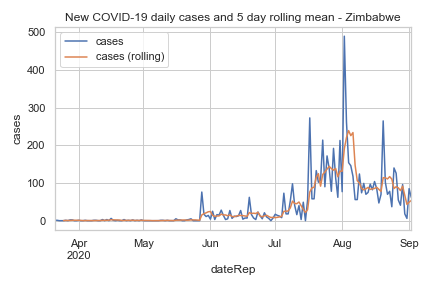 New COVID-19 daily cases and 5 day rolling mean - Zimbabwe
cases
cases (rolling)
500
400
300
200
100
0
cases
Apr
2020
May
Jun
Jul
Aug
Sep
dateRep